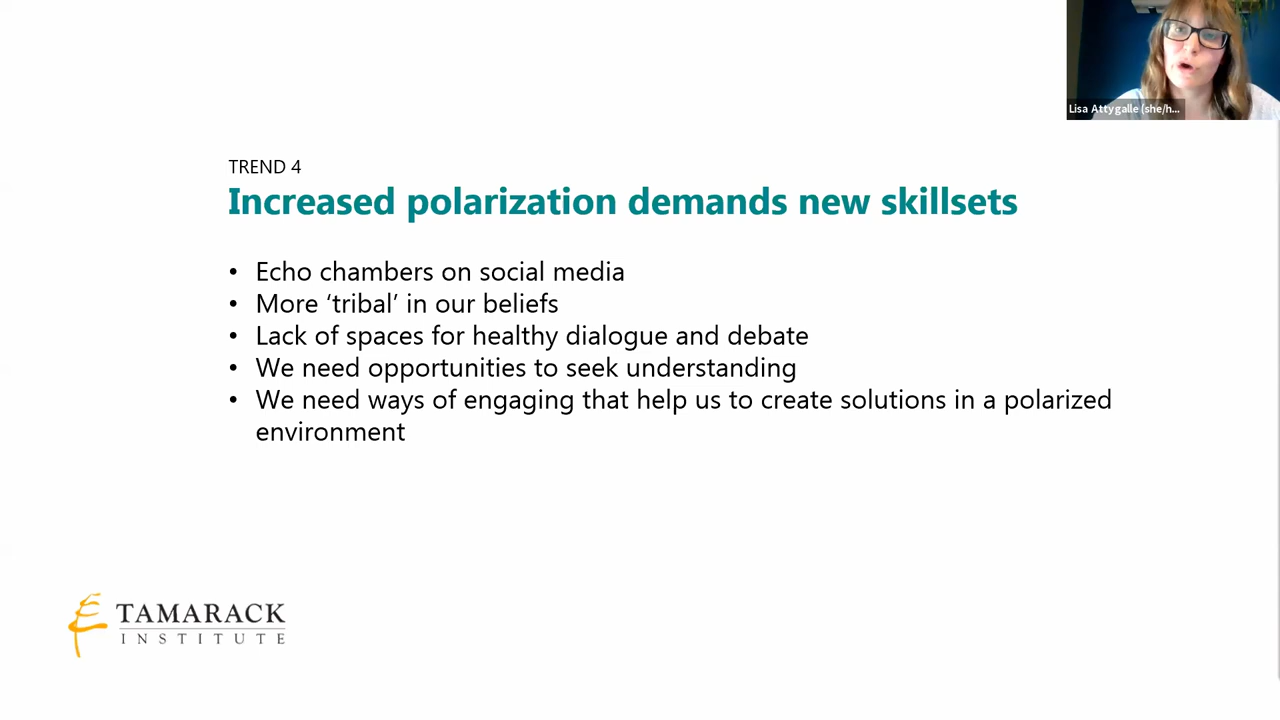 Lisa Attygalle (she/h...
TREND 4
Increased polarization demands new skillsets
• Echo chambers on social media
• More ‘tribal’ in our beliefs
• Lack of spaces for healthy dialogue and debate
• We need opportunities to seek understanding
• We need ways of engaging that help us to create solutions in a polarized
environment
TAMARACK
INSTITUTE